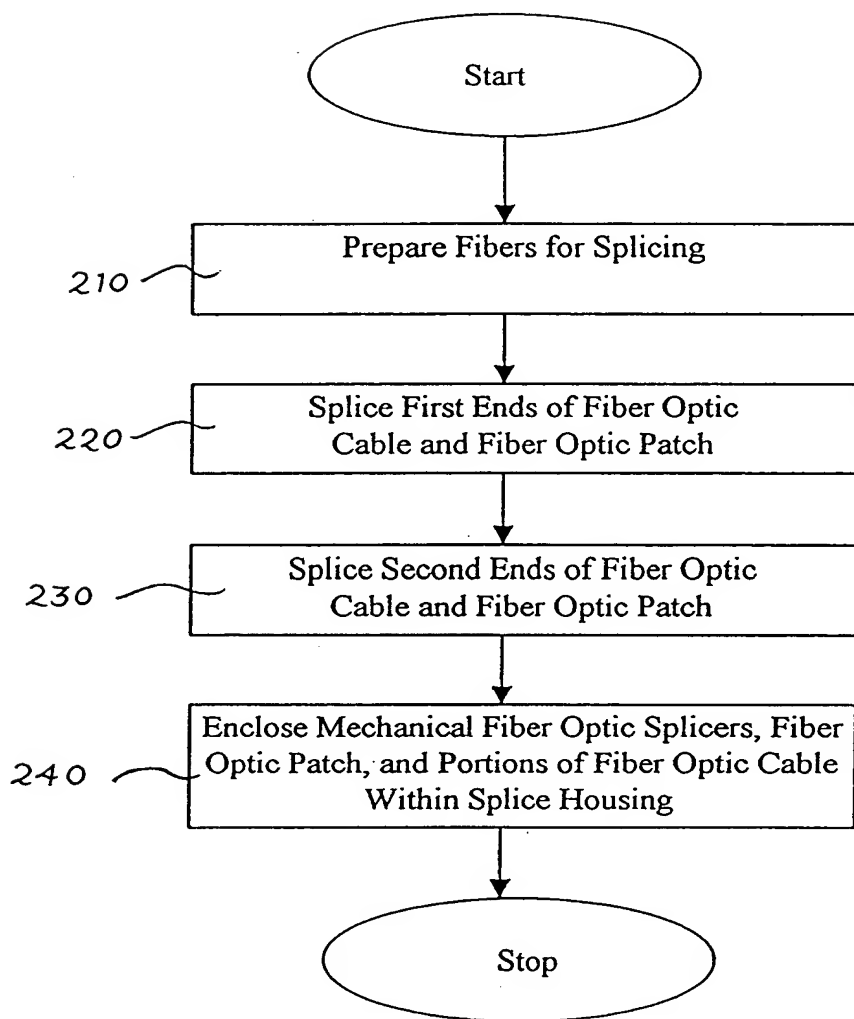 Start
Prepare Fibers for Splicing
210
Splice First Ends of Fiber Optic
Cable and Fiber Optic Patch
220
Splice Second Ends of Fiber Optic
Cable and Fiber Optic Patch
230
Enclose Mechanical Fiber Optic Splicers, Fiber
Optic Patch, and Portions of Fiber Optic Cable
Within Splice Housing
240
Stop